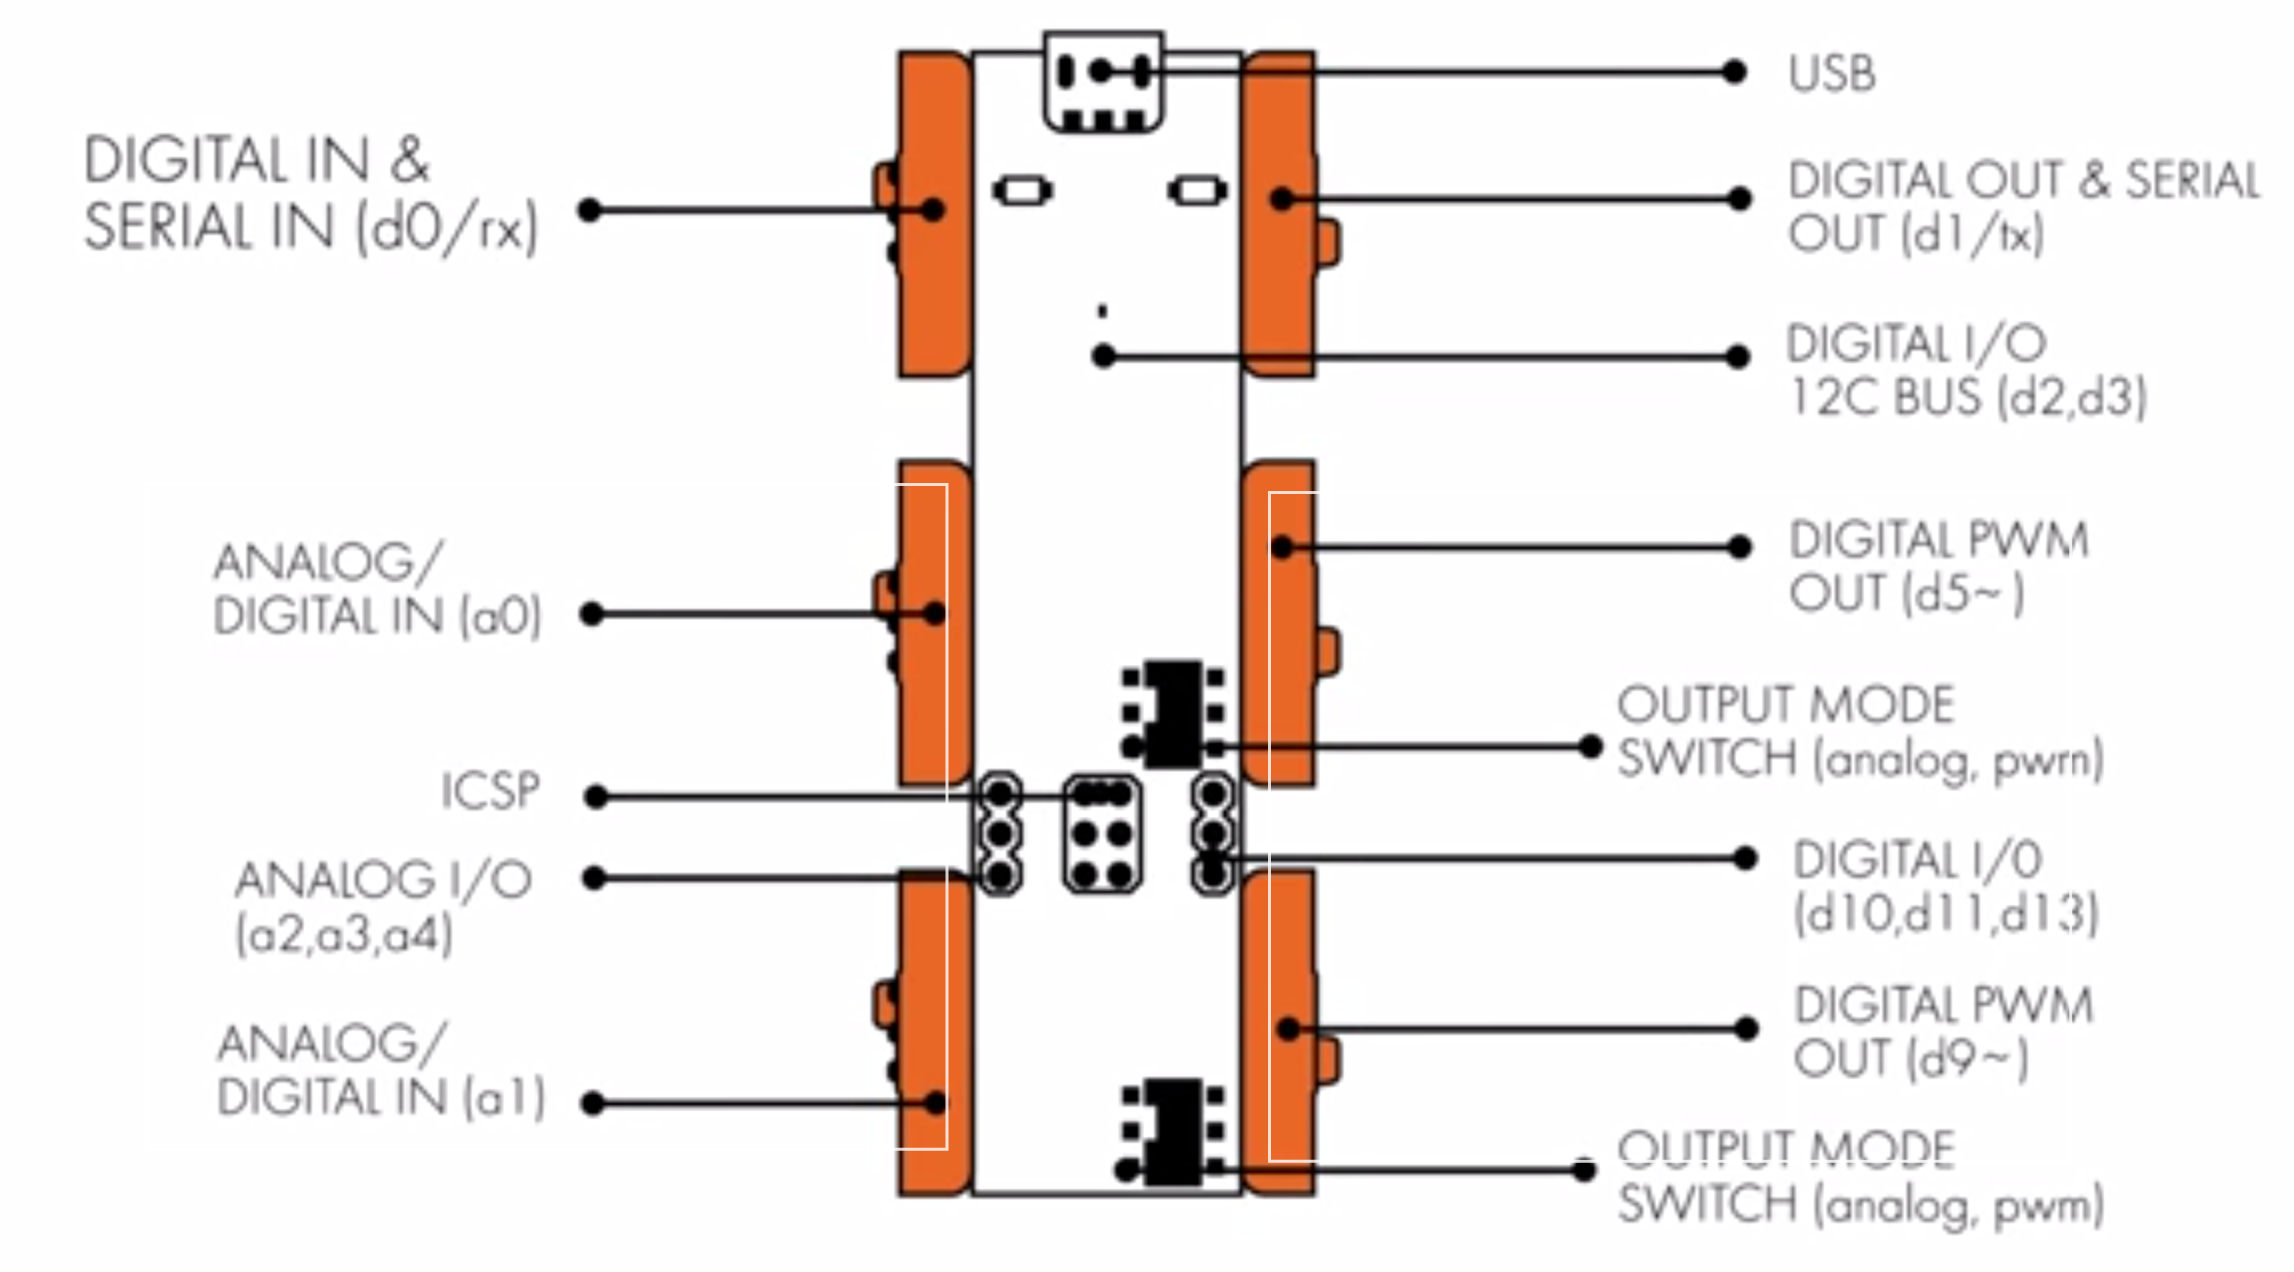 DIGITAL IN &
SERIAL IN (d0/rx)
ANALOG/
DIGITAL IN (a0)
ICSP
ANALOG I/O
(a2,a3,a4)
ANALOG/
DIGITAL IN (a1)
USB
DIGITAL OUT & SERIAL
OUT (d1/tx)
DIGITAL I/O
12C BUS (d2,d3)
DIGITAL PWM
OUT (d5~)
OUTPUT MODE
SWITCH (analog, pwm)
DIGITAL I/0
(d10,d11,d13)
DIGITAL PWM
OUT (d9~)
OUTPUT MODE
SWITCH (analog, pwm)